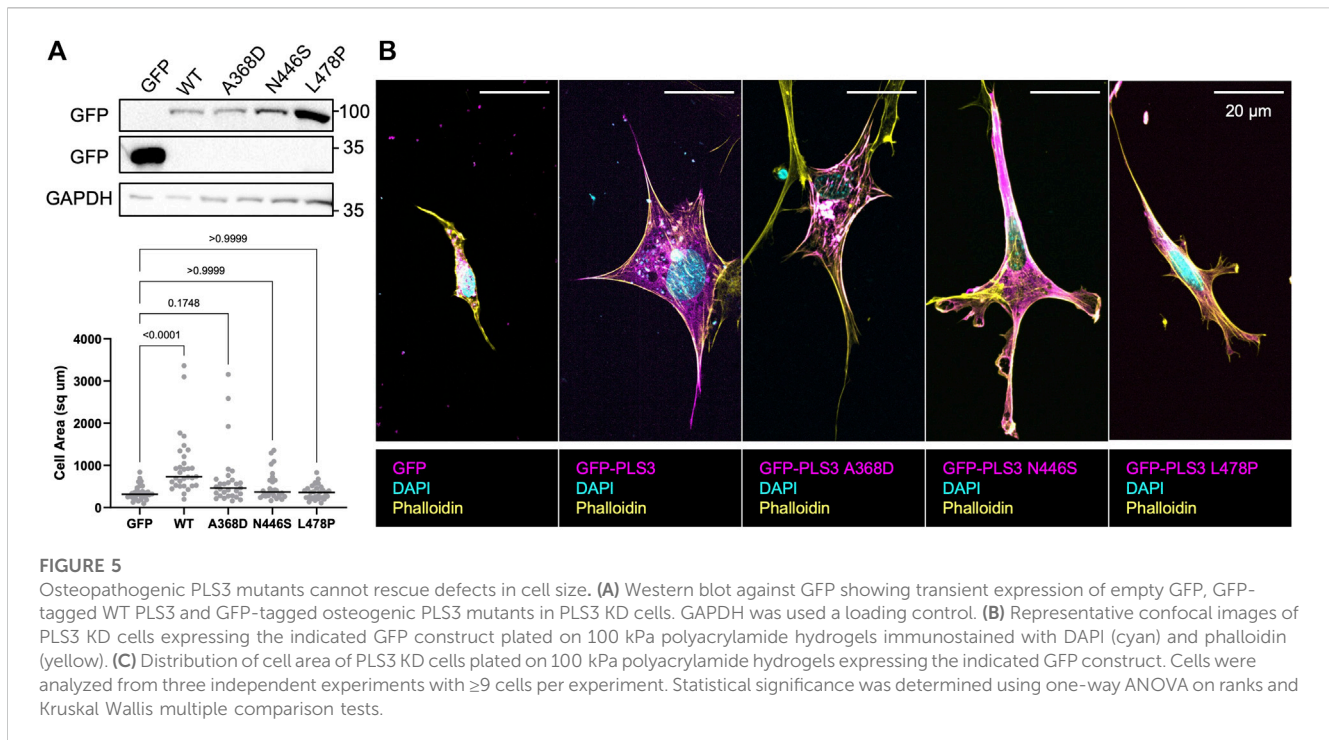 A
GFP
WT
A368D
N446S
L478P
GFP
100
GFP
35
GAPDH
35
>0.9999
>0.9999
0.1748
<0.0001
4000
3000
2000
1000
0
Cell Area (sq um)
GFP WT A368D N446S L478P
B
20 µm
GFP
DAPI
Phalloidin
GFP-PLS3
DAPI
Phalloidin
GFP-PLS3 A368D
DAPI
Phalloidin
GFP-PLS3 N446S
DAPI
Phalloidin
GFP-PLS3 L478P
DAPI
Phalloidin
FIGURE 5
Osteopathogenic PLS3 mutants cannot rescue defects in cell size. (A) Western blot against GFP showing transient expression of empty GFP, GFP-
tagged WT PLS3 and GFP-tagged osteogenic PLS3 mutants in PLS3 KD cells. GAPDH was used a loading control. (B) Representative confocal images of
PLS3 KD cells expressing the indicated GFP construct plated on 100 kPa polyacrylamide hydrogels immunostained with DAPI (cyan) and phalloidin
(yellow). (C) Distribution of cell area of PLS3 KD cells plated on 100 kPa polyacrylamide hydrogels expressing the indicated GFP construct. Cells were
analyzed from three independent experiments with ≥9 cells per experiment. Statistical significance was determined using one-way ANOVA on ranks and
Kruskal Wallis multiple comparison tests.